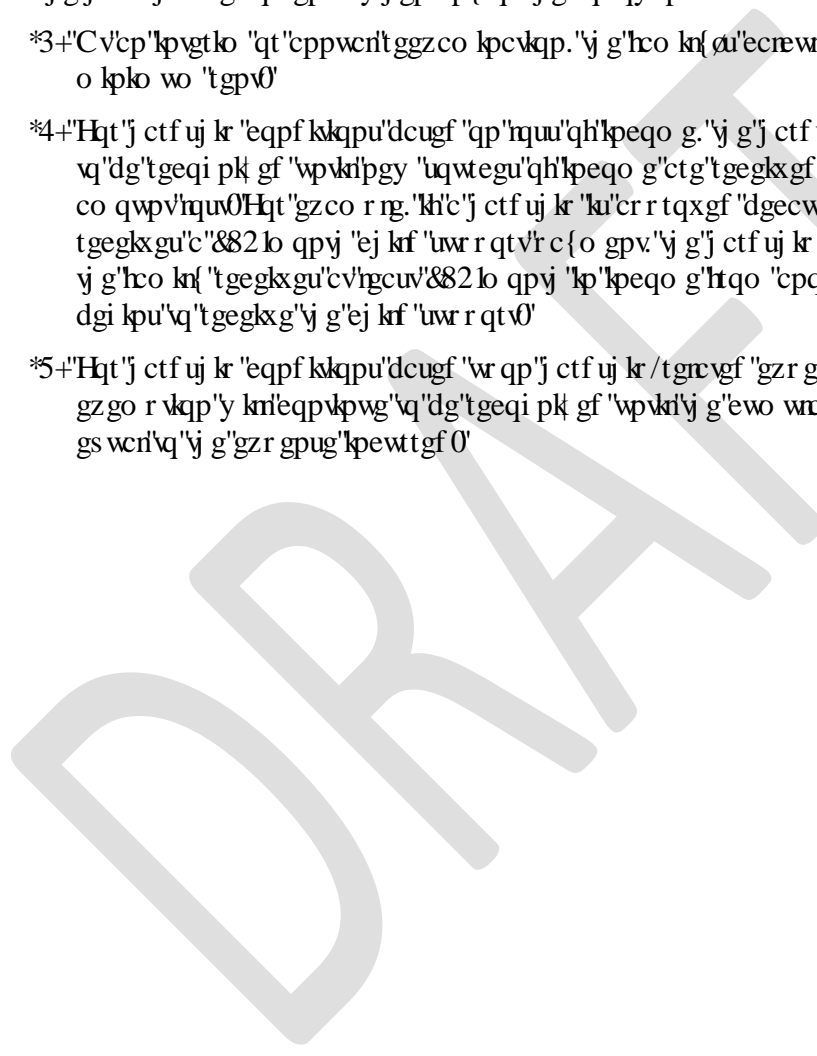 *3+"Cv"cp"kpvgtko "qt"cppwcn"tggzco kpcvkqp."vj g"hco kn{øu"ecnewn
o kpko wo "tgpv0'
*4+"Hqt"j ctf uj kr "eqpf kvkqpu"dcugf "qp"nquu"qh"kpeqo g."vj g"j ctf
vq"dg"tgeqi pk| gf "wpvkn"pgy "uqwtegu"qh"kpeqo g"ctg"tgegkxgf
co qwpv"nquv0'Hqt"gzco r ng."kh"c"j ctf uj kr "ku"cr r tqxgf "dgecw
tgegkxgu"c"&821o qpvj "ej knf "uwr r qtv"r c{o gpv."vj g"j ctf uj kr
vj g"hco kn{ "tgegkxgu"cv"ngcuv"&821o qpvj "kp"kpeqo g"htqo "cpq
dgi kpu"vq"tgegkxg"vj g"ej knf "uwr r qtv0'
*5+"Hqt"j ctf uj kr "eqpf kvkqpu"dcugf "wr qp"j ctf uj kr /tgncvgf "gzr g
gzgo r vkqp"y km"eqpvkpwg"vq"dg"tgeqi pk| gf "wpvkn"vj g"ewo wnc
gs wcn"vq"vj g"gzr gpug"kpewttgf 0'
DRAFT